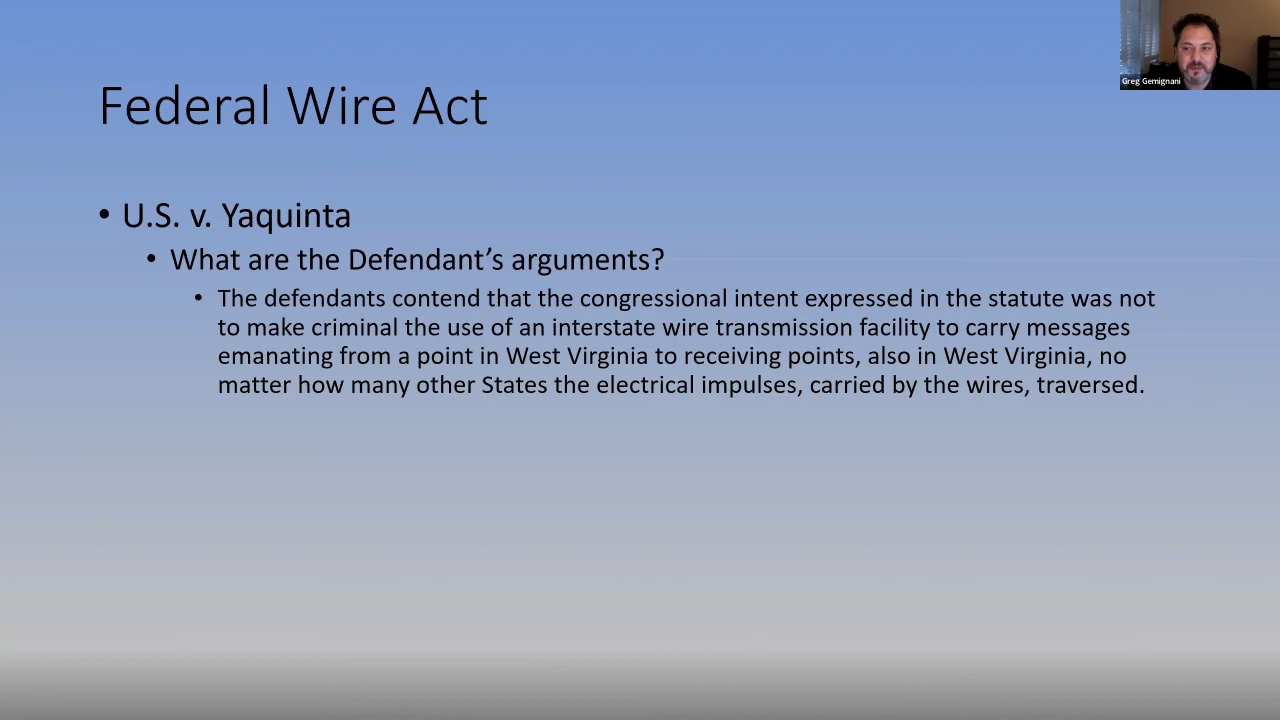 Greg Gemignani
Federal Wire Act
• U.S. v. Yaquinta
• What are the Defendant’s arguments?
• The defendants contend that the congressional intent expressed in the statute was not
to make criminal the use of an interstate wire transmission facility to carry messages
emanating from a point in West Virginia to receiving points, also in West Virginia, no
matter how many other States the electrical impulses, carried by the wires, traversed.